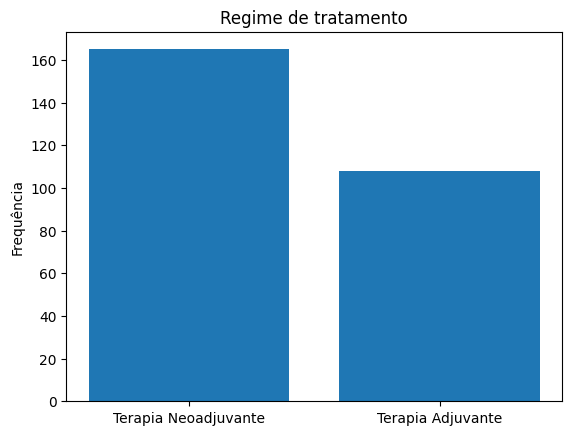 Regime de tratamento
Frequência
160
140
120
100
80
60
40
20
0
Terapia Neoadjuvante
Terapia Adjuvante